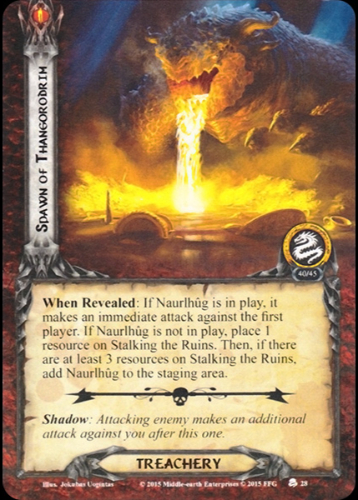 SPAWN OF THANGORODRIM
40/45
When Revealed: If Naurlhûg is in play, it
makes an immediate attack against the first
player. If Naurlhûg is not in play, place 1
resource on Stalking the Ruins. Then, if there
are at least 3 resources on Stalking the Ruins,
add Naurlhûg to the staging area.
Shadow: Attacking enemy makes an additional
attack against you after this one.
TREACHERY
Illus. Jokubas Uogintas
© 2015 Middle-earth Enterprises © 2015 FFG
28